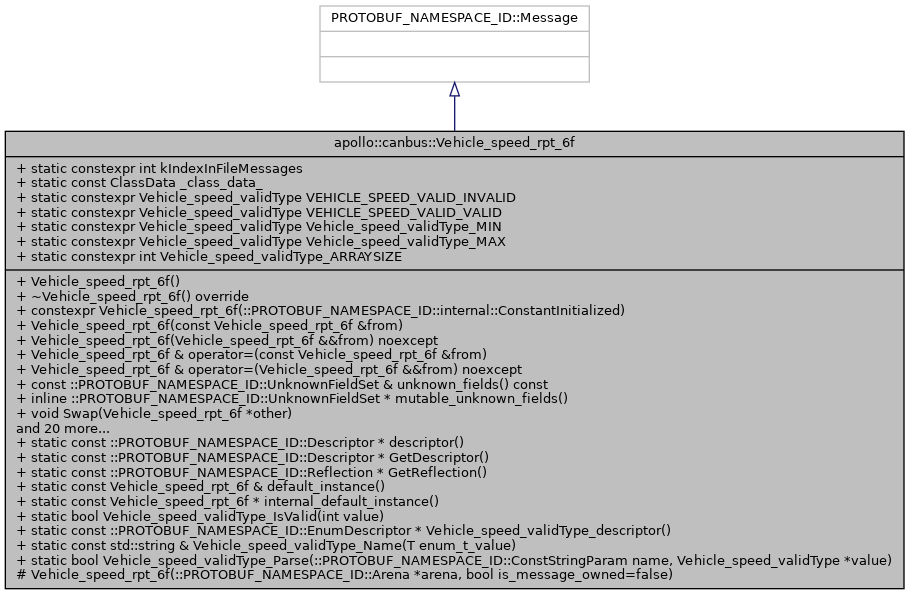 PROTOBUF_NAMESPACE_ID::Message
apollo::canbus::Vehicle_speed_rpt_6f
+ static constexpr int kIndexInFileMessages
+ static const ClassData _class_data_
+ static constexpr Vehicle_speed_validType VEHICLE_SPEED_VALID_INVALID
+ static constexpr Vehicle_speed_validType VEHICLE_SPEED_VALID_VALID
+ static constexpr Vehicle_speed_validType Vehicle_speed_validType_MIN
+ static constexpr Vehicle_speed_validType Vehicle_speed_validType_MAX
+ static constexpr int Vehicle_speed_validType_ARRAYSIZE
+ Vehicle_speed_rpt_6f()
+ ~Vehicle_speed_rpt_6f() override
+ constexpr Vehicle_speed_rpt_6f(::PROTOBUF_NAMESPACE_ID::internal::ConstantInitialized)
+ Vehicle_speed_rpt_6f(const Vehicle_speed_rpt_6f &from)
+ Vehicle_speed_rpt_6f(Vehicle_speed_rpt_6f &&from) noexcept
+ Vehicle_speed_rpt_6f & operator=(const Vehicle_speed_rpt_6f &from)
+ Vehicle_speed_rpt_6f & operator=(Vehicle_speed_rpt_6f &&from) noexcept
+ const ::PROTOBUF_NAMESPACE_ID::UnknownFieldSet & unknown_fields() const
+ inline ::PROTOBUF_NAMESPACE_ID::UnknownFieldSet * mutable_unknown_fields()
+ void Swap(Vehicle_speed_rpt_6f *other)
and 20 more...
+ static const ::PROTOBUF_NAMESPACE_ID::Descriptor * descriptor()
+ static const ::PROTOBUF_NAMESPACE_ID::Descriptor * GetDescriptor()
+ static const ::PROTOBUF_NAMESPACE_ID::Reflection * GetReflection()
+ static const Vehicle_speed_rpt_6f & default_instance()
+ static const Vehicle_speed_rpt_6f * internal_default_instance()
+ static bool Vehicle_speed_validType_IsValid(int value)
+ static const ::PROTOBUF_NAMESPACE_ID::EnumDescriptor * Vehicle_speed_validType_descriptor()
+ static const std::string & Vehicle_speed_validType_Name(T enum_t_value)
+ static bool Vehicle_speed_validType_Parse(::PROTOBUF_NAMESPACE_ID::ConstStringParam name, Vehicle_speed_validType *value)
# Vehicle_speed_rpt_6f(::PROTOBUF_NAMESPACE_ID::Arena *arena, bool is_message_owned=false)